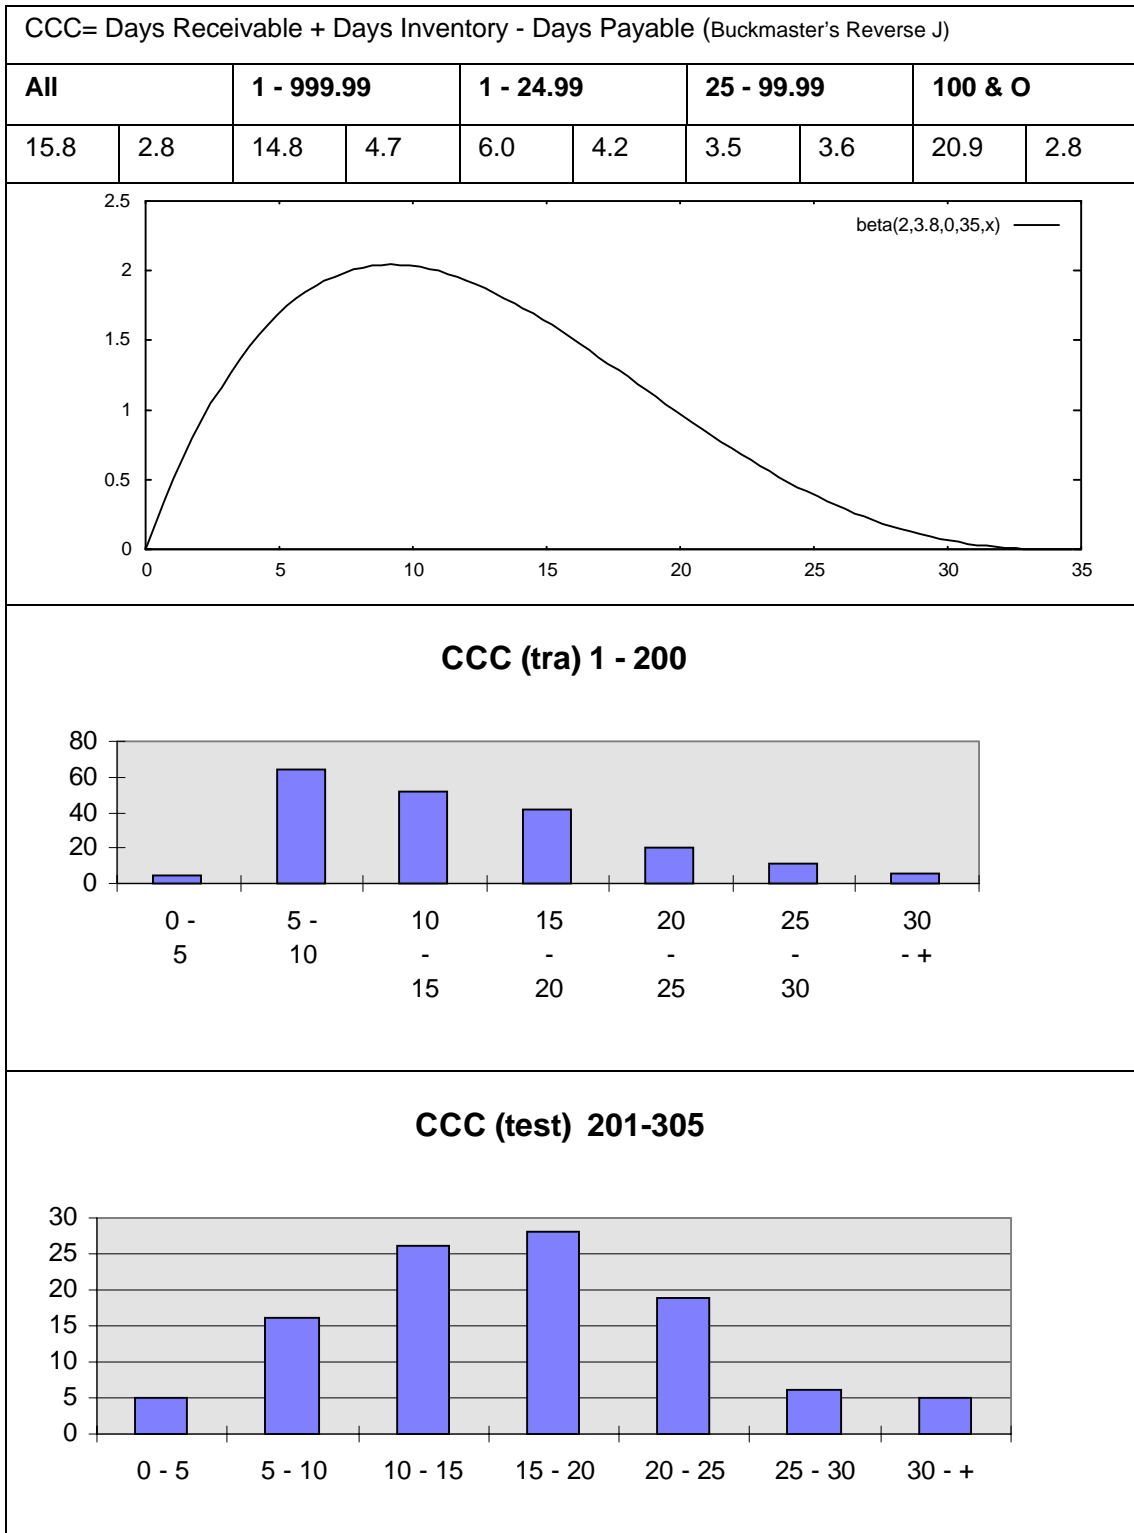 CCC= Days Receivable + Days Inventory - Days Payable (Buckmaster's Reverse J)
All 1 - 999.99 1 - 24.99 25 - 99.99 100 & O
15.8 2.8 14.8 4.7 6.0 4.2 3.5 3.6 20.9 2.8
2.5
beta(2,3.8,0,35,x)
2
1.5
1
0.5
0
0 5 10 15 20 25 30 35
CCC (tra) 1 - 200
80
60
40
20
0
0 - 5 - 10 15 20 25 30
5 10 - - - - - +
15 20 25 30
CCC (test) 201-305
30
25
20
15
10
5
0
0 - 5 5 - 10 10 - 15 15 - 20 20 - 25 25 - 30 30 - +